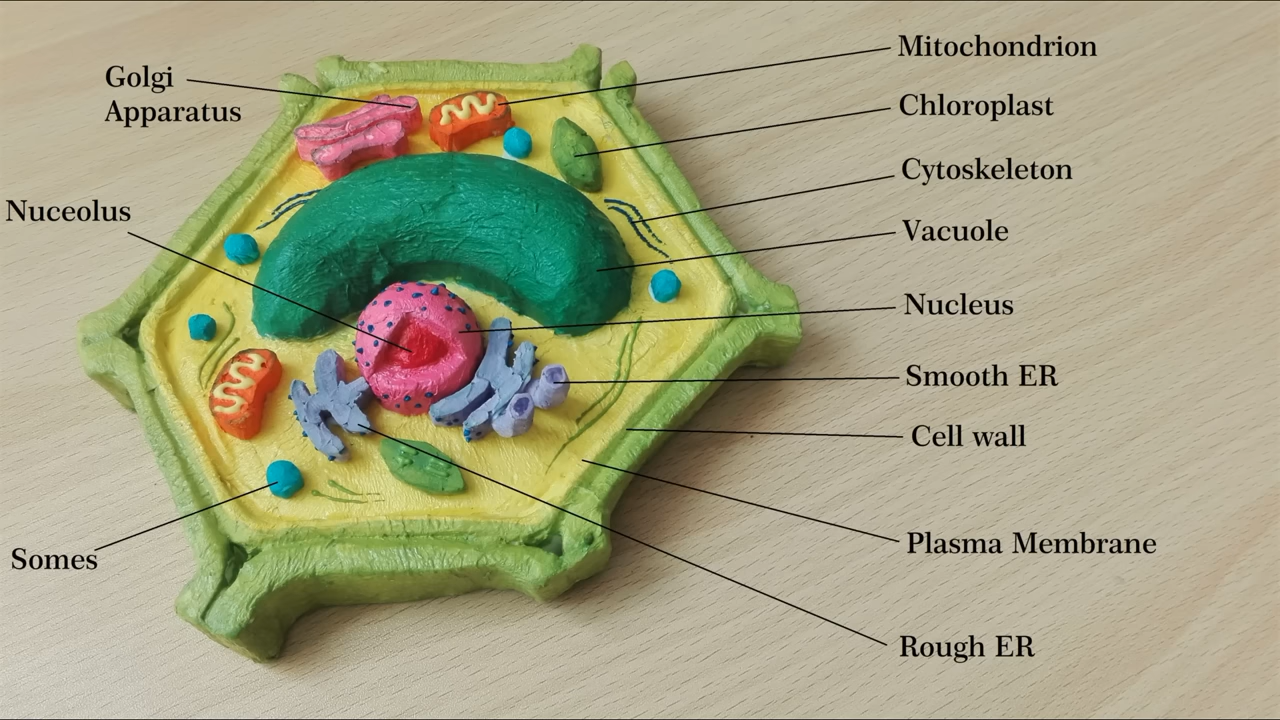 Golgi
Apparatus
Nuceolus
Somes
Mitochondrion
Chloroplast
Cytoskeleton
Vacuole
Nucleus
Smooth ER
Cell wall
Plasma Membrane
Rough ER